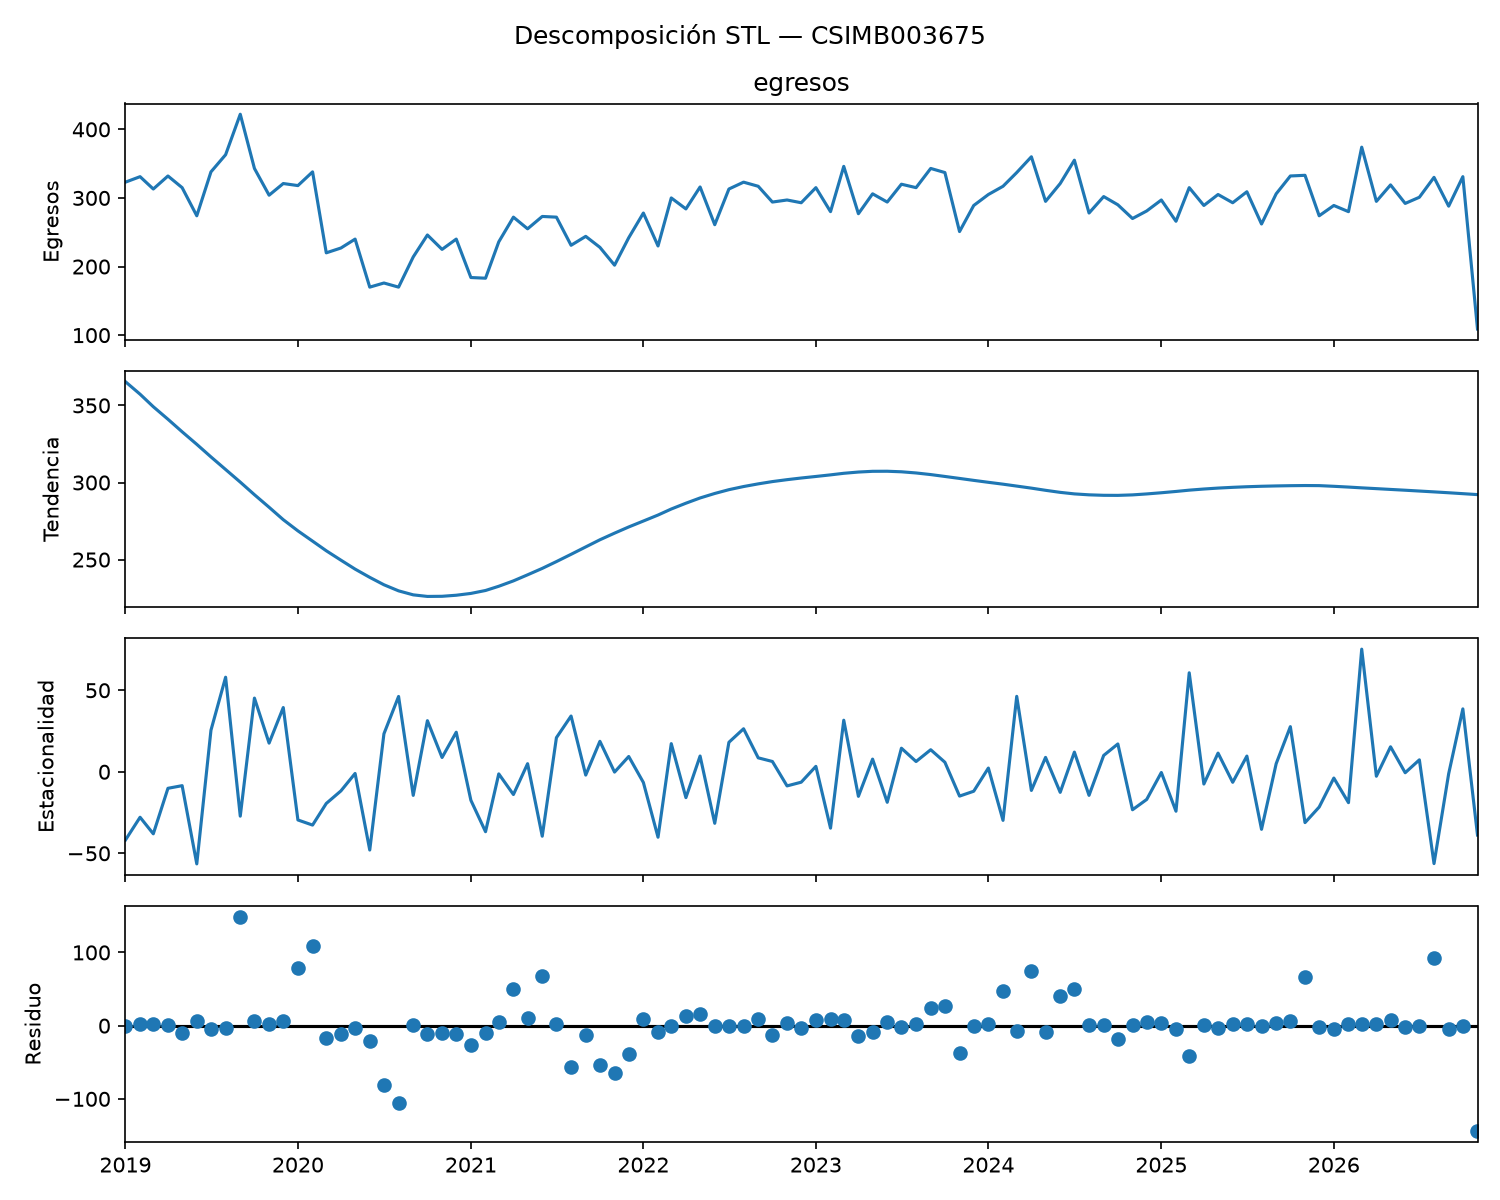 Descomposición STL — CSIMB003675
egresos
Egresos
400
300
200
100
Tendencia
350
300
250
Estacionalidad
50
0
−50
Residuo
100
0
−100
2019 2020 2021 2022 2023 2024 2025 2026